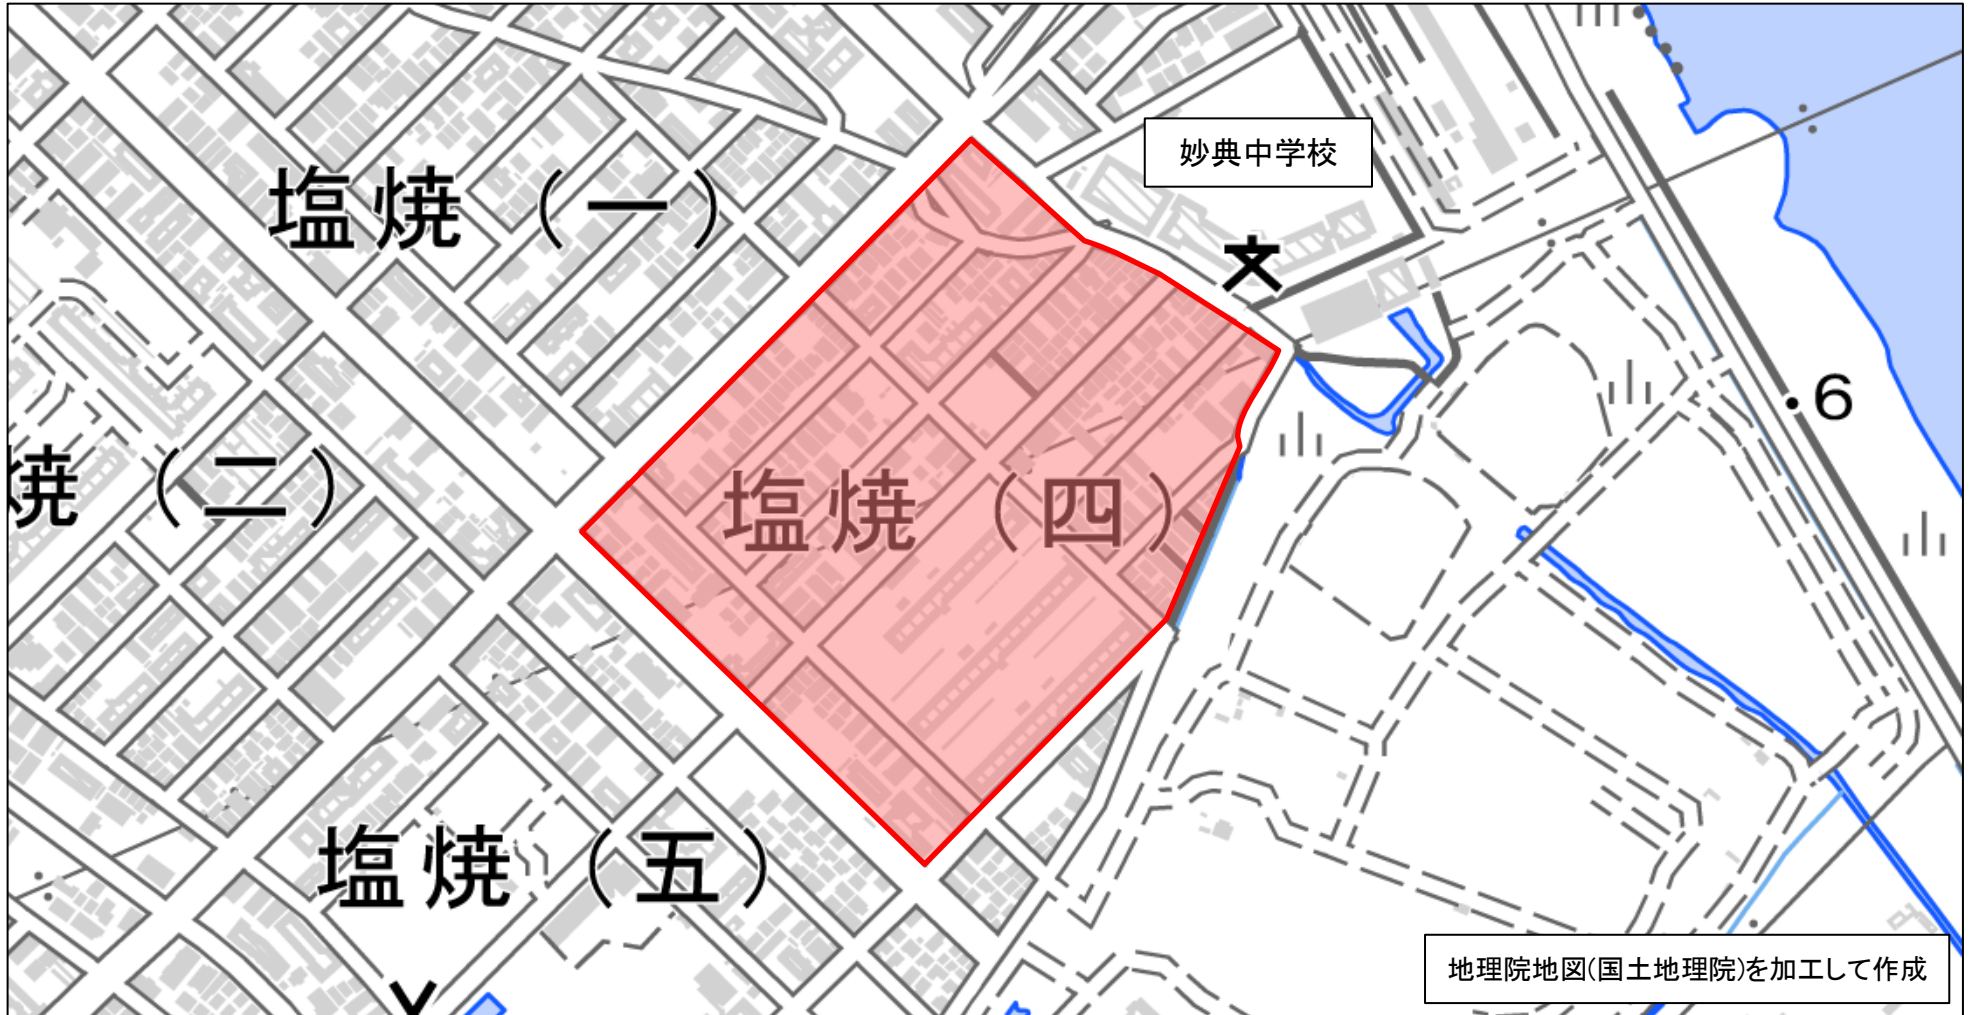 妙典中学校
塩焼（一）
6
焼（二）
塩焼（四）
塩焼（五）
地理院地図(国土地理院)を加工して作成